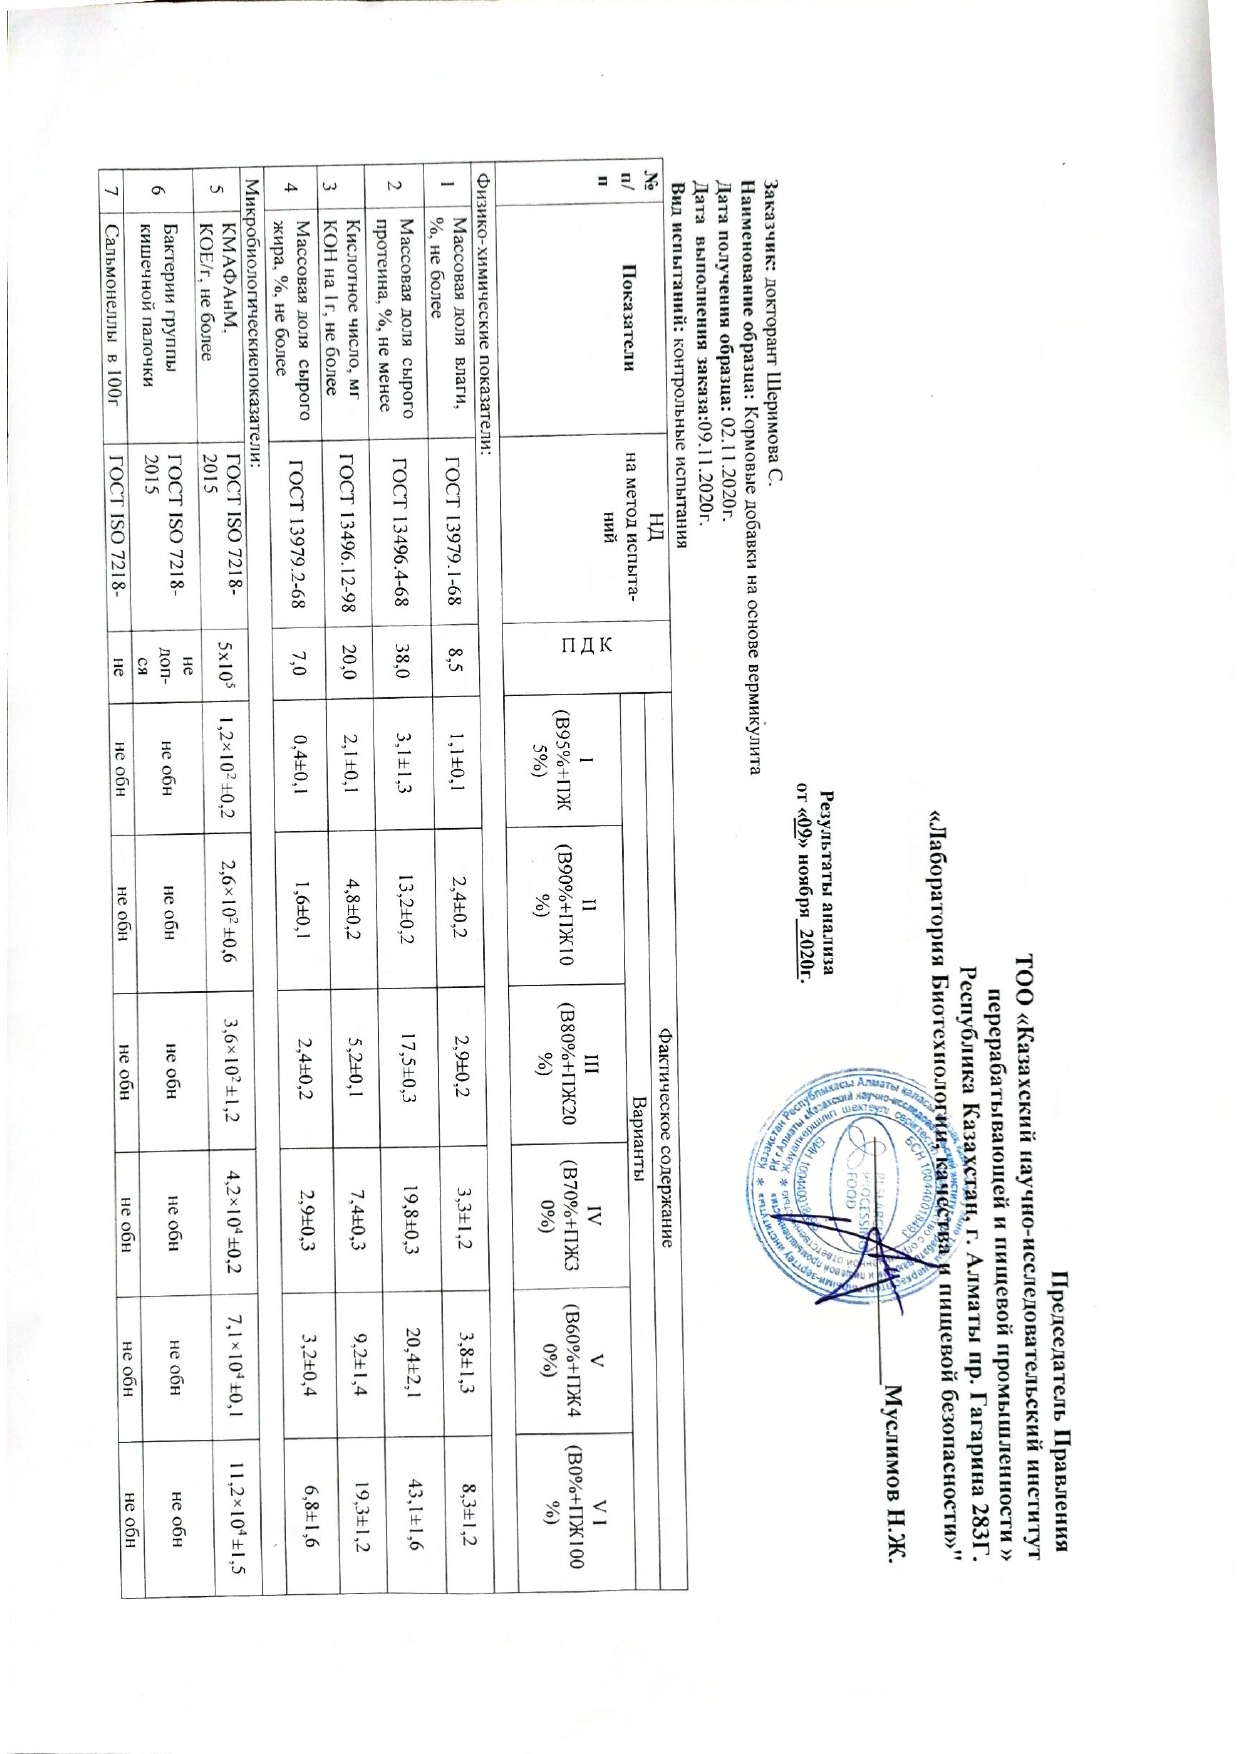 Председатель Правления
ТОО «Казахский научно-исследовательский институт
перерабатывающей и пищевой промышленности »
Республика Казахстан, г. Алматы пр. Гагарина 283Г.
«Лаборатория Биотехнологии, качества и пищевой безопасности»"
Муслимов Н.Ж.
Результаты анализа
от «09» ноября 2020г.
Заказчик: докторант Шеримова С.
Наименование образца: Кормовые добавки на основе вермикулита
Дата получения образца: 02.11.2020г.
Дата выполнения заказа:09.11.2020г.
Вид испытаний: контрольные испытания
№ п/п Показатели НД на метод испыта-ний ПДК Фактическое содержание
Варианты
I (В95%+ПЖ5%) II (В90%+ПЖ10%) III (В80%+ПЖ20%) IV (В70%+ПЖ30%) V (В60%+ПЖ40%) VI (В0%+ПЖ100%)
Физико-химические показатели:
1 Массовая доля влаги, %, не более ГОСТ 13979.1-68 8,5 1,1±0,1 2,4±0,2 2,9±0,2 3,3±1,2 3,8±1,3 8,3±1,2
2 Массовая доля сырого протеина, %, не менее ГОСТ 13496.4-68 38,0 3,1±1,3 13,2±0,2 17,5±0,3 19,8±0,3 20,4±2,1 43,1±1,6
3 Кислотное число, мг КОН на 1г, не более ГОСТ 13496.12-98 20,0 2,1±0,1 4,8±0,2 5,2±0,1 7,4±0,3 9,2±1,4 19,3±1,2
4 Массовая доля сырого жира, %, не более ГОСТ 13979.2-68 7,0 0,4±0,1 1,6±0,1 2,4±0,2 2,9±0,3 3,2±0,4 6,8±1,6
Микробиологическиепоказатели:
5 КМАФАнМ, КОЕ/г, не более ГОСТ ISO 7218-2015 5х10⁵ 1,2×10²±0,2 2,6×10²±0,6 3,6×10²±1,2 4,2×10⁴±0,2 7,1×10⁴±0,1 11,2×10⁴±1,5
6 Бактерии группы кишечной палочки ГОСТ ISO 7218-2015 не доп-ся не обн не обн не обн не обн не обн не обн
7 Сальмонеллы в 100г ГОСТ ISO 7218- не не обн не обн не обн не обн не обн не обн